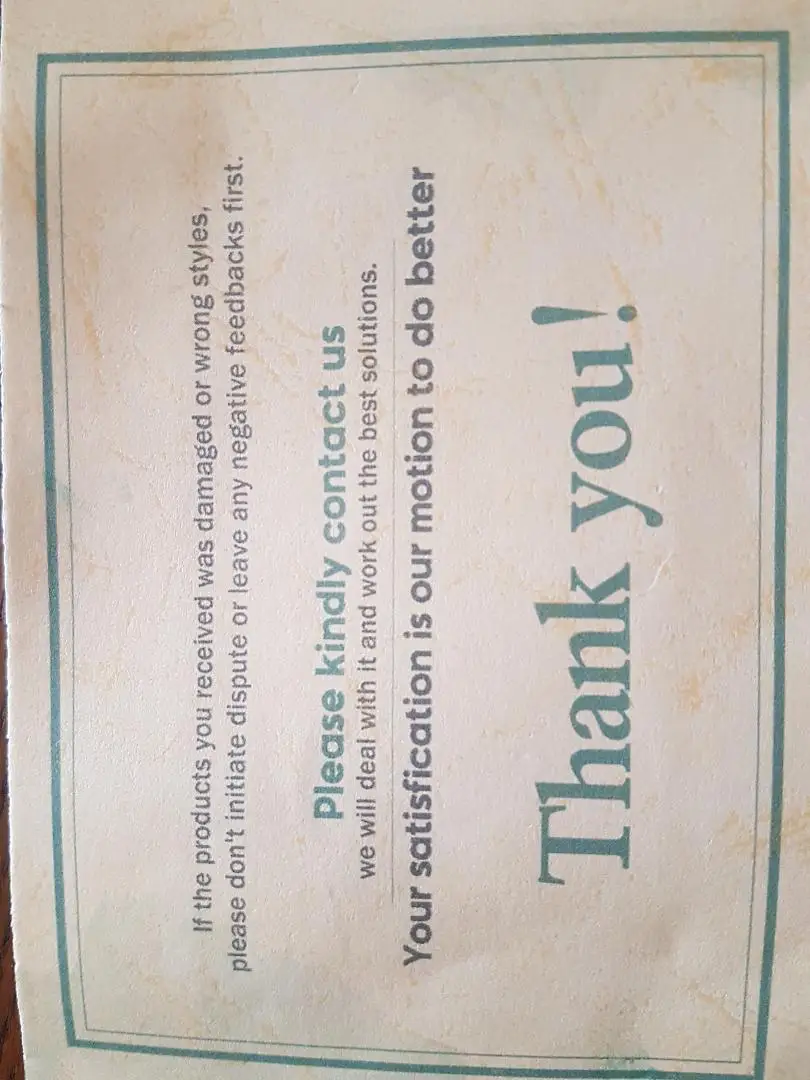 If the products you received was damaged or wrong styles,
please don't initiate dispute or leave any negative feedbacks first.
Please kindly contact us
we will deal with it and work out the best solutions.
Your satisfication is our motion to do better
Thank you!